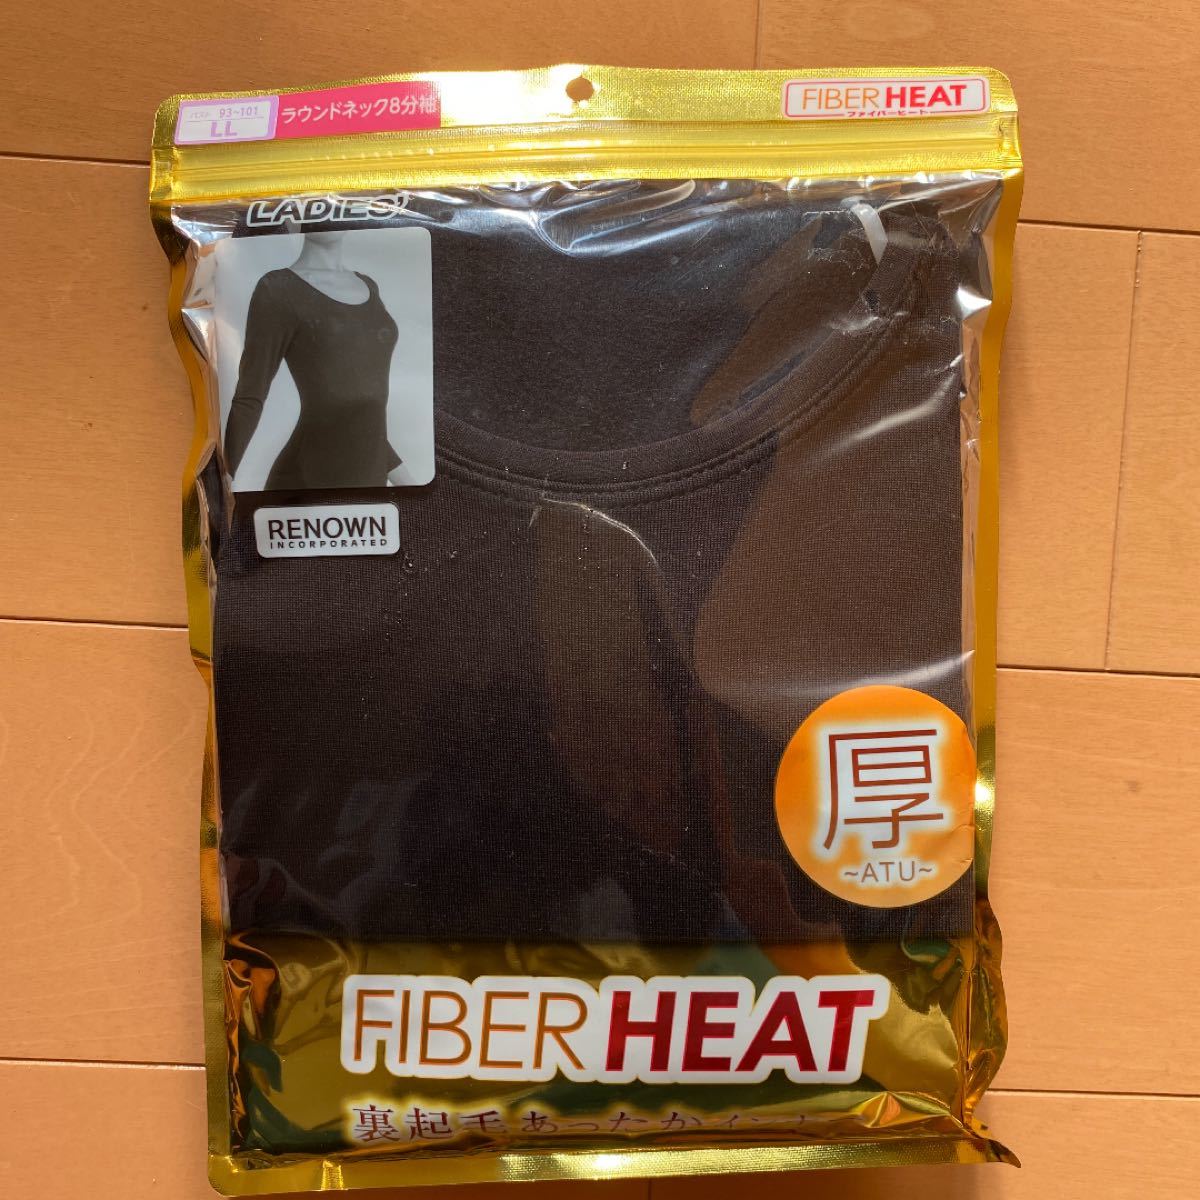 バスト 93~101
LL
ラウンドネック8分袖
FIBER HEAT
ファイバーヒート
LADIES'
RENOWN
INCORPORATED
厚
~ATU~
FIBER HEAT
裏起毛あったかインナー